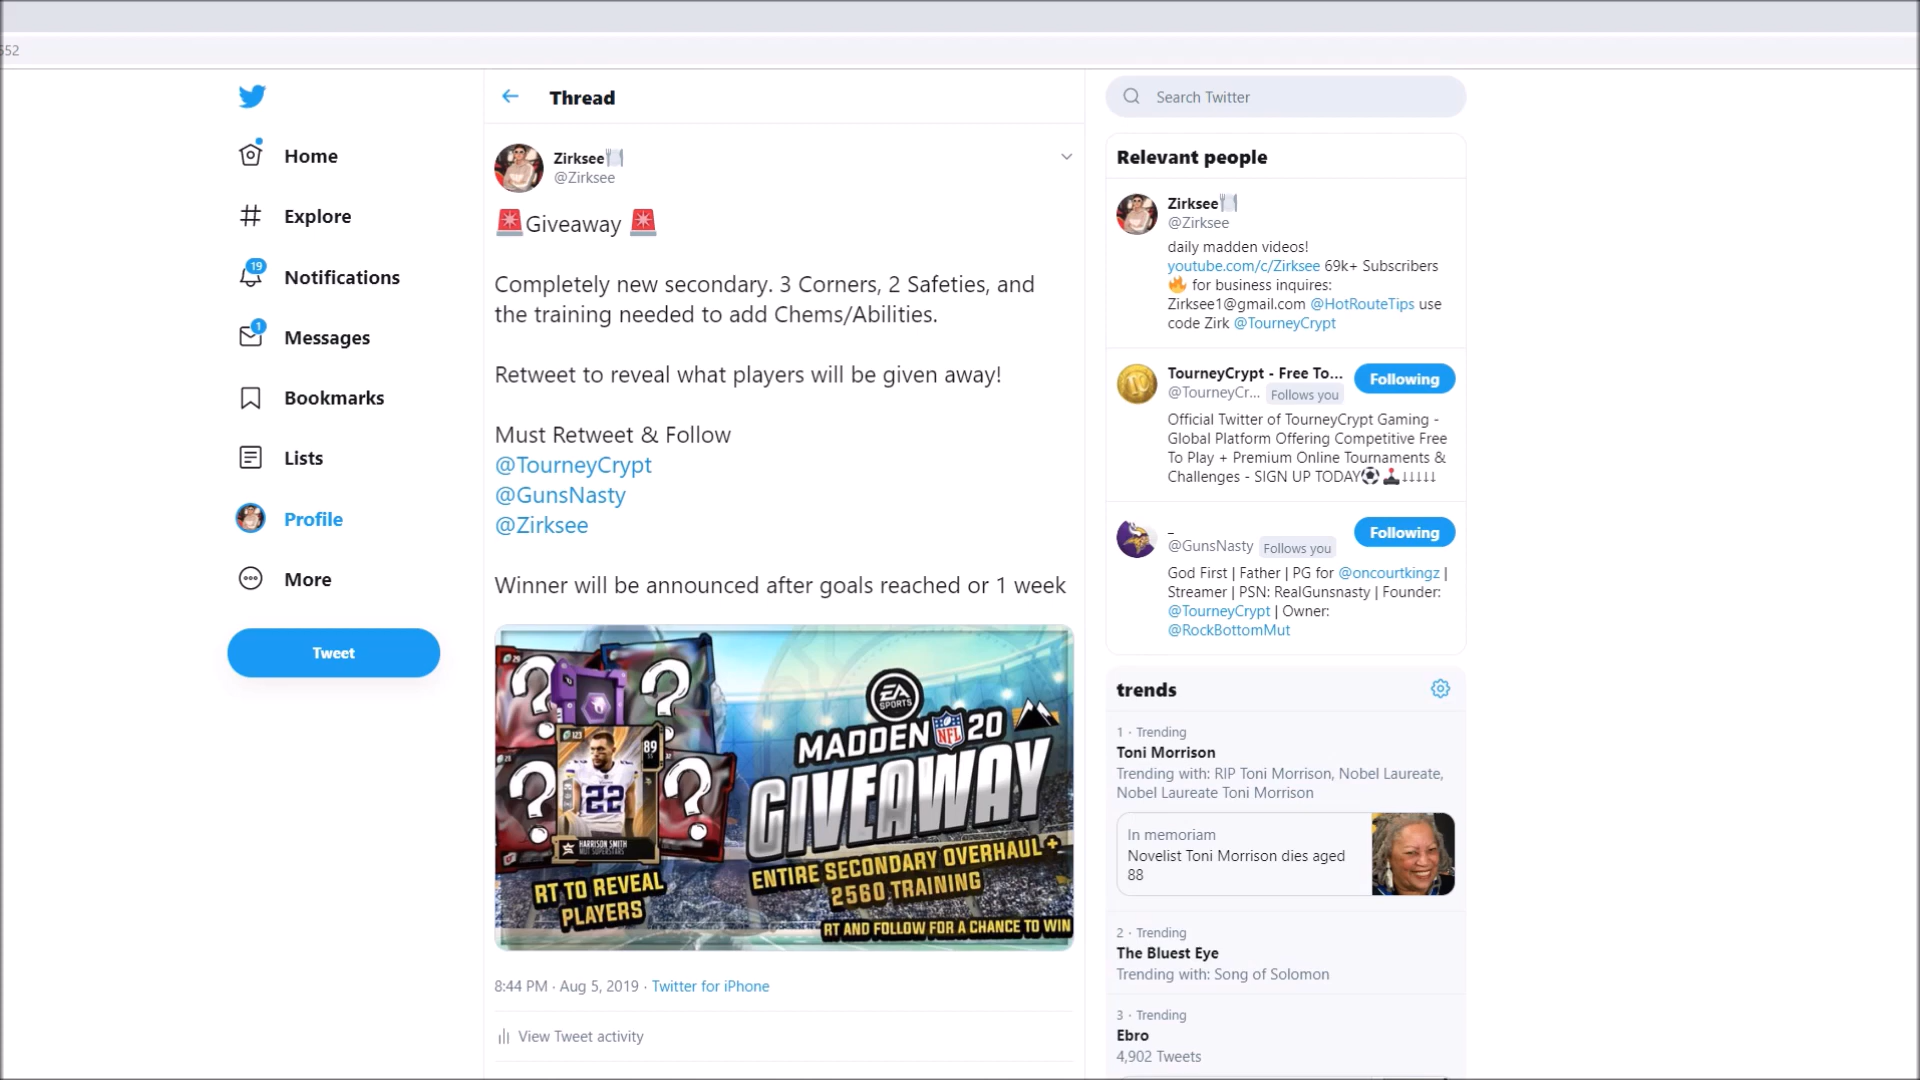 552
Thread
Search Twitter
Home
Explore
19
Notifications
1
Messages
Bookmarks
Lists
Profile
More
Tweet
Zirksee🍽
@Zirksee
🚨Giveaway 🚨
Completely new secondary. 3 Corners, 2 Safeties, and
the training needed to add Chems/Abilities.
Retweet to reveal what players will be given away!
Must Retweet & Follow
@TourneyCrypt
@GunsNasty
@Zirksee
Winner will be announced after goals reached or 1 week
EA
SPORTS
MADDEN NFL 20
GIVEAWAY
ENTIRE SECONDARY OVERHAUL +
2560 TRAINING
RT AND FOLLOW FOR A CHANCE TO WIN
? ? ? ?
123
89
22
HARRISON SMITH
MUT SUPERSTARS
RT TO REVEAL
PLAYERS
8:44 PM · Aug 5, 2019 · Twitter for iPhone
View Tweet activity
Relevant people
Zirksee🍽
@Zirksee
daily madden videos!
youtube.com/c/Zirksee 69k+ Subscribers
🔥 for business inquires:
Zirksee1@gmail.com @HotRouteTips use
code Zirk @TourneyCrypt
TourneyCrypt - Free To...
Following
@TourneyCr... Follows you
Official Twitter of TourneyCrypt Gaming -
Global Platform Offering Competitive Free
To Play + Premium Online Tournaments &
Challenges - SIGN UP TODAY⚽🕹↓↓↓↓↓
_
Following
@GunsNasty Follows you
God First | Father | PG for @oncourtkingz |
Streamer | PSN: RealGunsnasty | Founder:
@TourneyCrypt | Owner:
@RockBottomMut
trends
1 · Trending
Toni Morrison
Trending with: RIP Toni Morrison, Nobel Laureate,
Nobel Laureate Toni Morrison
In memoriam
Novelist Toni Morrison dies aged
88
2 · Trending
The Bluest Eye
Trending with: Song of Solomon
3 · Trending
Ebro
4,902 Tweets